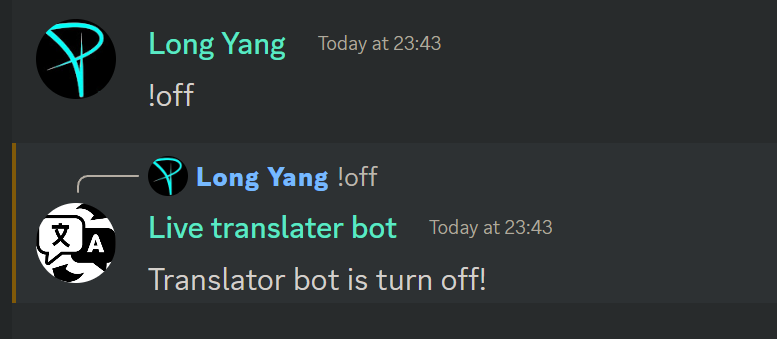 Long Yang Today at 23:43
!off
Long Yang !off
Live translater bot Today at 23:43
文 A
Translator bot is turn off!